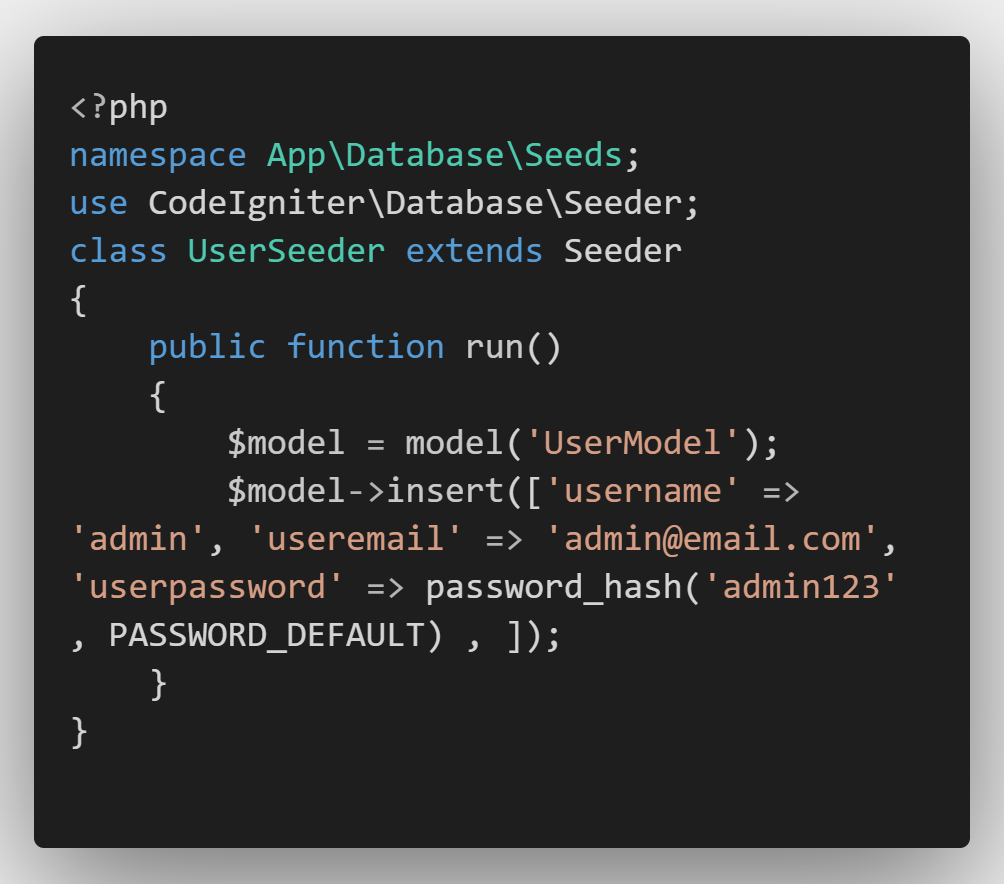 <?php
namespace App\Database\Seeds;
use CodeIgniter\Database\Seeder;
class UserSeeder extends Seeder
{
    public function run()
    {
        $model = model('UserModel');
        $model->insert(['username' =>
'admin', 'useremail' => 'admin@email.com',
'userpassword' => password_hash('admin123'
, PASSWORD_DEFAULT) , ]);
    }
}